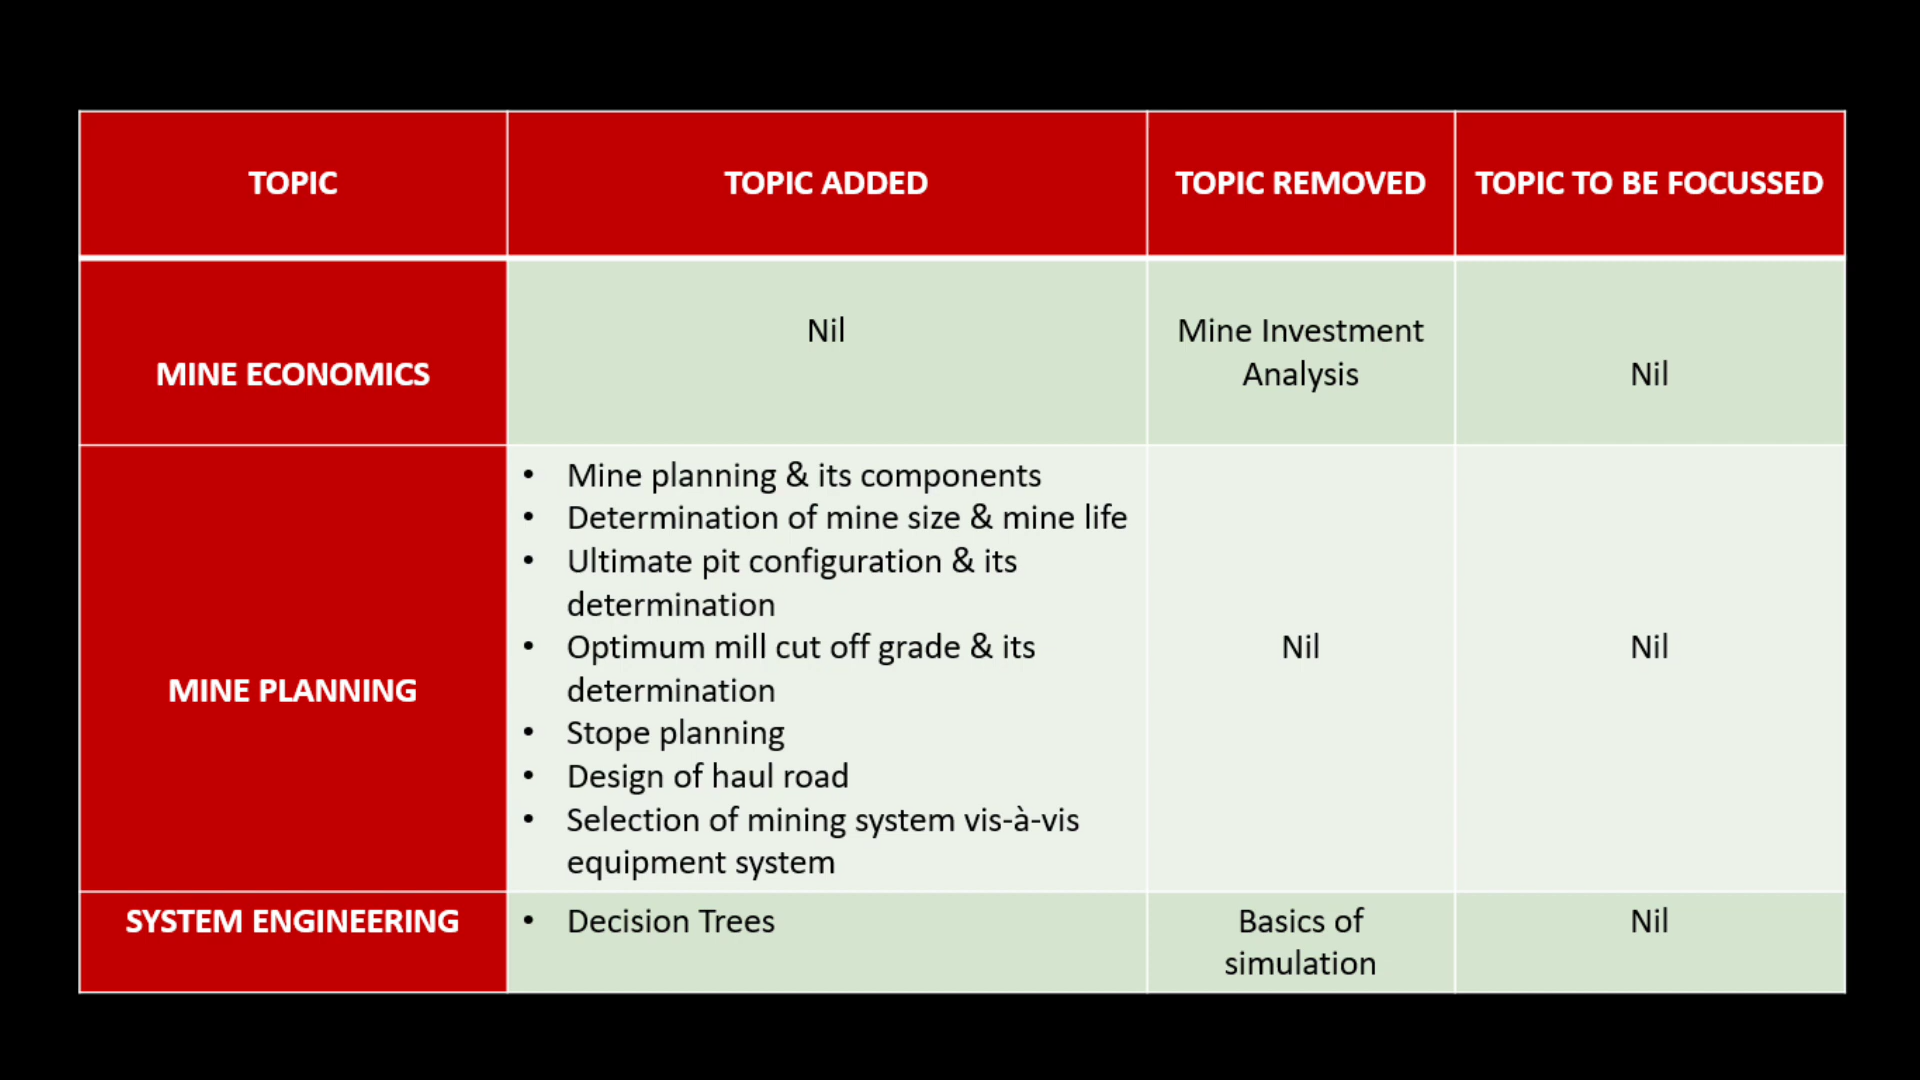 TOPIC
TOPIC ADDED
TOPIC REMOVED
TOPIC TO BE FOCUSSED
MINE ECONOMICS
Nil
Mine Investment
Analysis
Nil
MINE PLANNING
• Mine planning & its components
• Determination of mine size & mine life
• Ultimate pit configuration & its
determination
• Optimum mill cut off grade & its
determination
• Stope planning
• Design of haul road
• Selection of mining system vis-à-vis
equipment system
Nil
Nil
SYSTEM ENGINEERING
• Decision Trees
Basics of
simulation
Nil